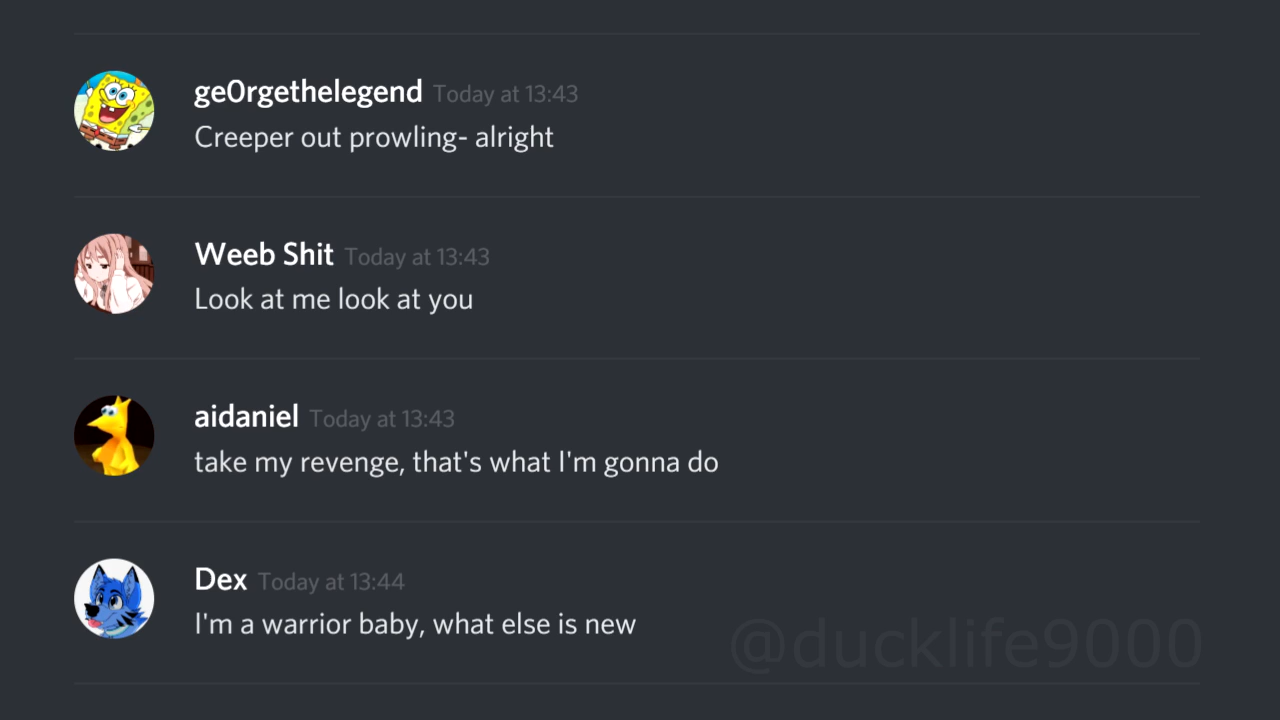 ge0rgethelegend Today at 13:43
Creeper out prowling- alright
Weeb Shit Today at 13:43
Look at me look at you
aidaniel Today at 13:43
take my revenge, that's what I'm gonna do
Dex Today at 13:44
I'm a warrior baby, what else is new
@ducklife9000